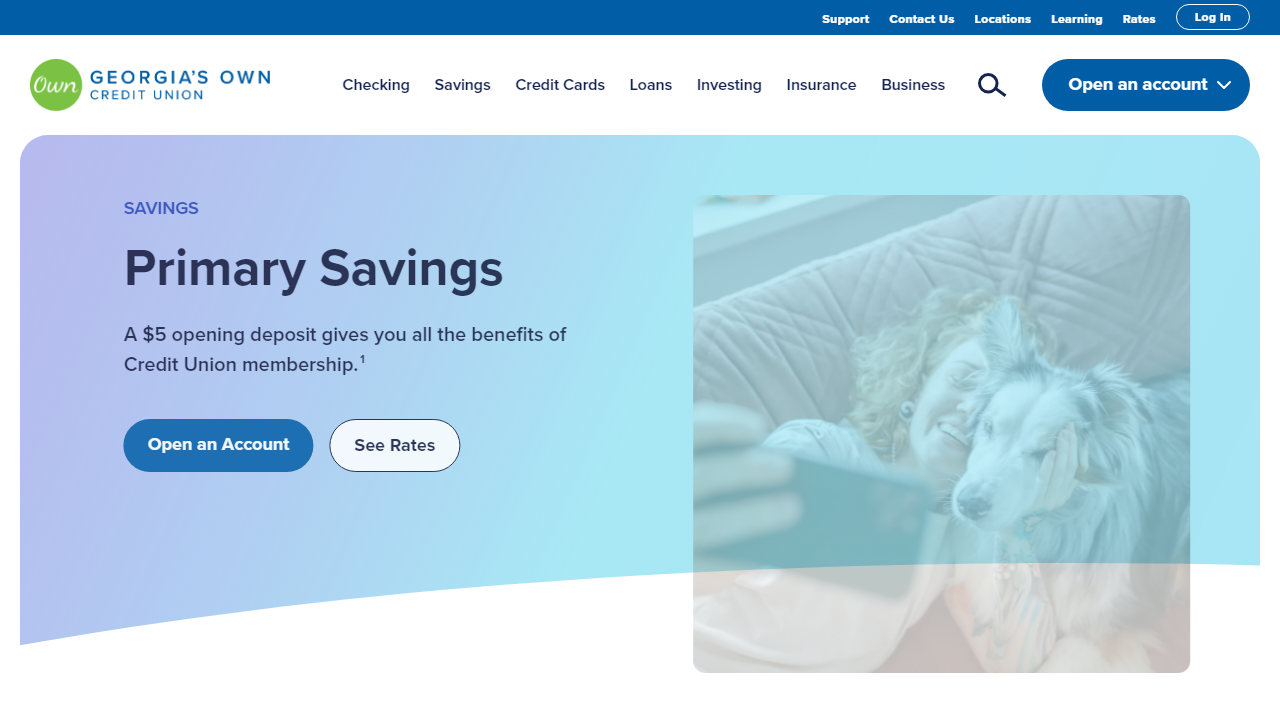 Support Contact Us Locations Learning Rates Log In
Own GEORGIA'S OWN
CREDIT UNION
Checking Savings Credit Cards Loans Investing Insurance Business Open an account
SAVINGS
Primary Savings
A $5 opening deposit gives you all the benefits of
Credit Union membership.¹
Open an Account See Rates